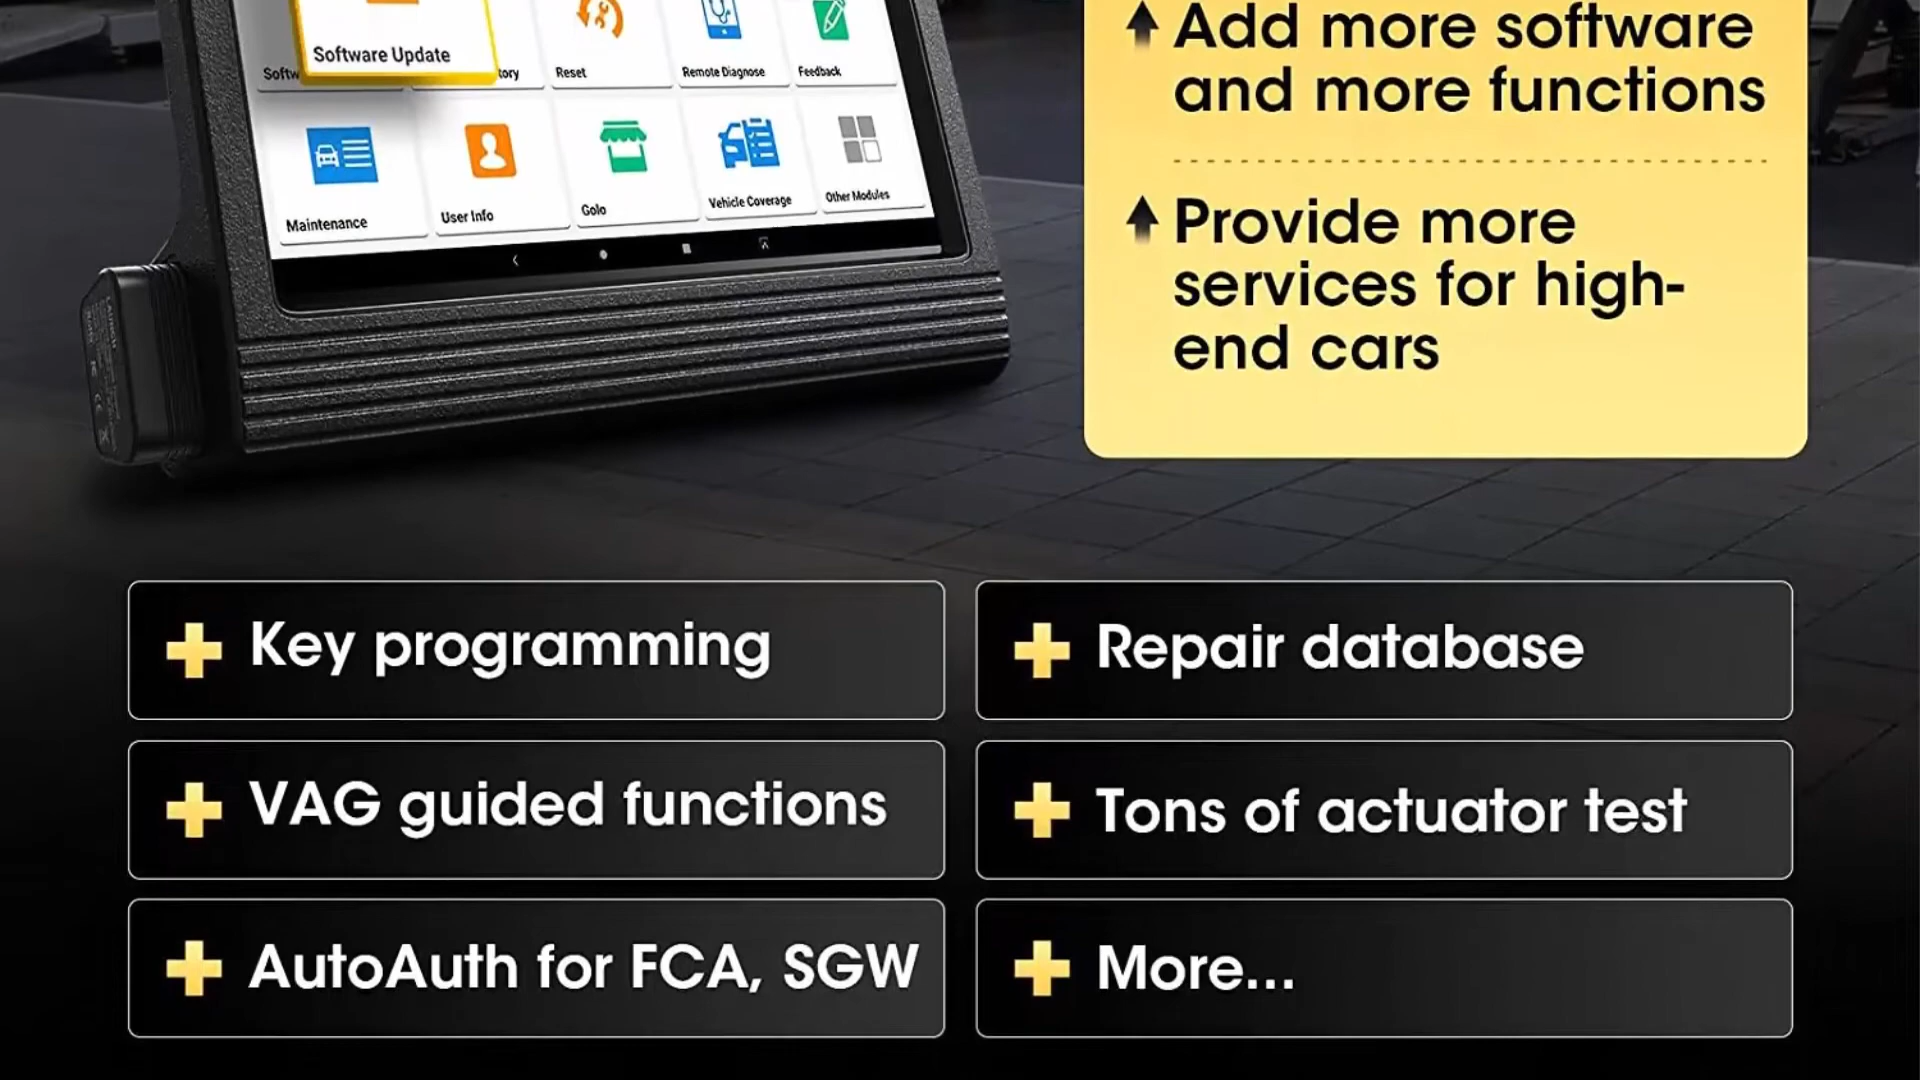 Add more software
and more functions
Software Update
Softw
tory
Reset
Remote Diagnose
Feedback
Maintenance
User Info
Golo
Vehicle Coverage
Other Modules
Provide more
services for high-
end cars
Key programming
Repair database
VAG guided functions
Tons of actuator test
AutoAuth for FCA, SGW
More...